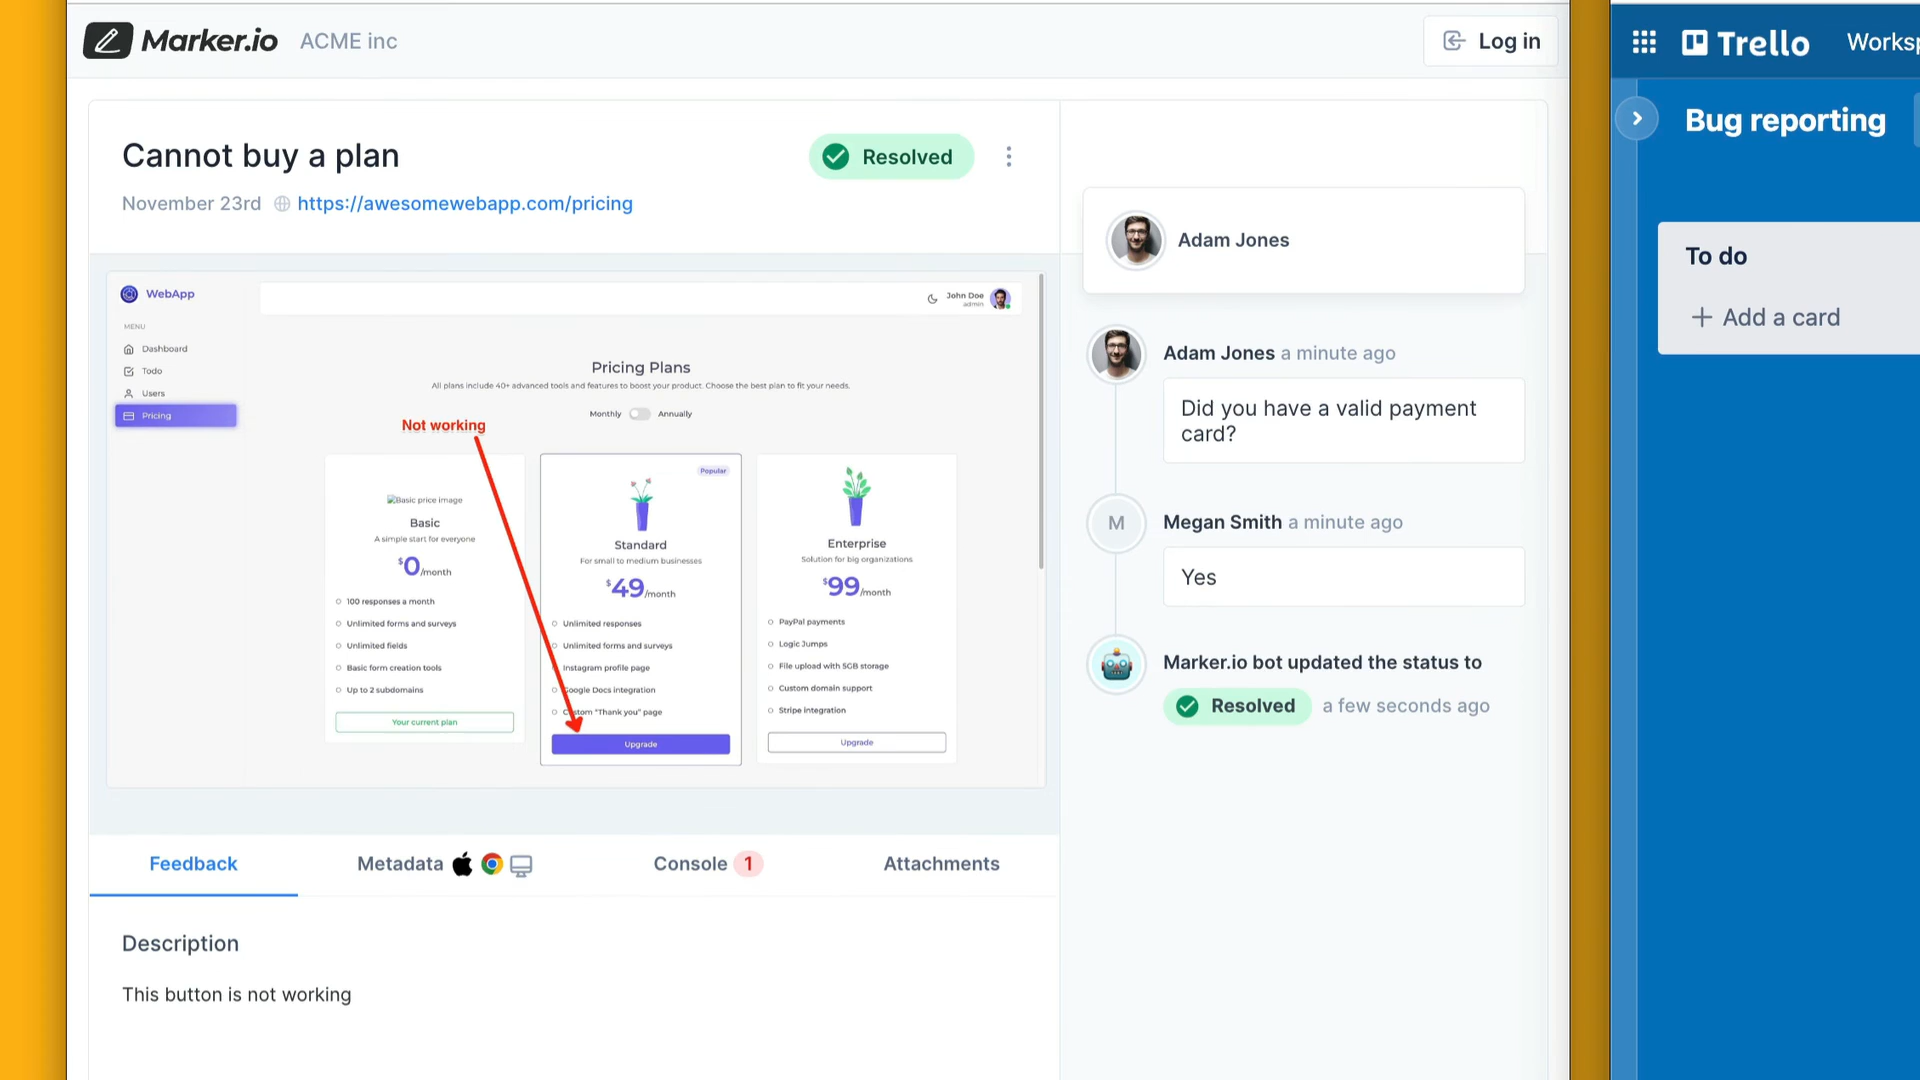 Marker.io ACME inc
Log in
Cannot buy a plan
Resolved
November 23rd https://awesomewebapp.com/pricing
WebApp
John Doe
admin
MENU
Dashboard
Todo
Users
Pricing
Pricing Plans
All plans include 40+ advanced tools and features to boost your product. Choose the best plan to fit your needs.
Monthly Annually
Not working
Basic price image
Basic
A simple start for everyone
$0/month
100 responses a month
Unlimited forms and surveys
Unlimited fields
Basic form creation tools
Up to 2 subdomains
Your current plan
Popular
Standard
For small to medium businesses
$49/month
Unlimited responses
Unlimited forms and surveys
Instagram profile page
Google Docs integration
Custom "Thank you" page
Upgrade
Enterprise
Solution for big organizations
$99/month
PayPal payments
Logic Jumps
File upload with 5GB storage
Custom domain support
Stripe integration
Upgrade
Feedback
Metadata
Console 1
Attachments
Description
This button is not working
Adam Jones
Adam Jones a minute ago
Did you have a valid payment
card?
M
Megan Smith a minute ago
Yes
Marker.io bot updated the status to
Resolved a few seconds ago
Trello
Worksp
Bug reporting
To do
+ Add a card